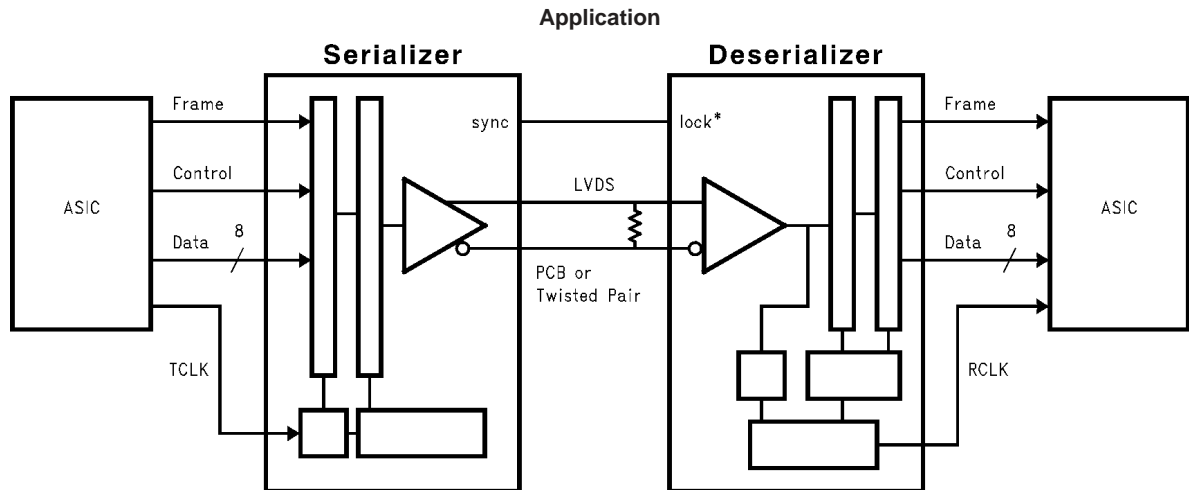 Application
Serializer
Deserializer
Frame
Control
ASIC
8
Data
TCLK
sync
lock*
LVDS
PCB or
Twisted Pair
Frame
Control
ASIC
8
Data
RCLK